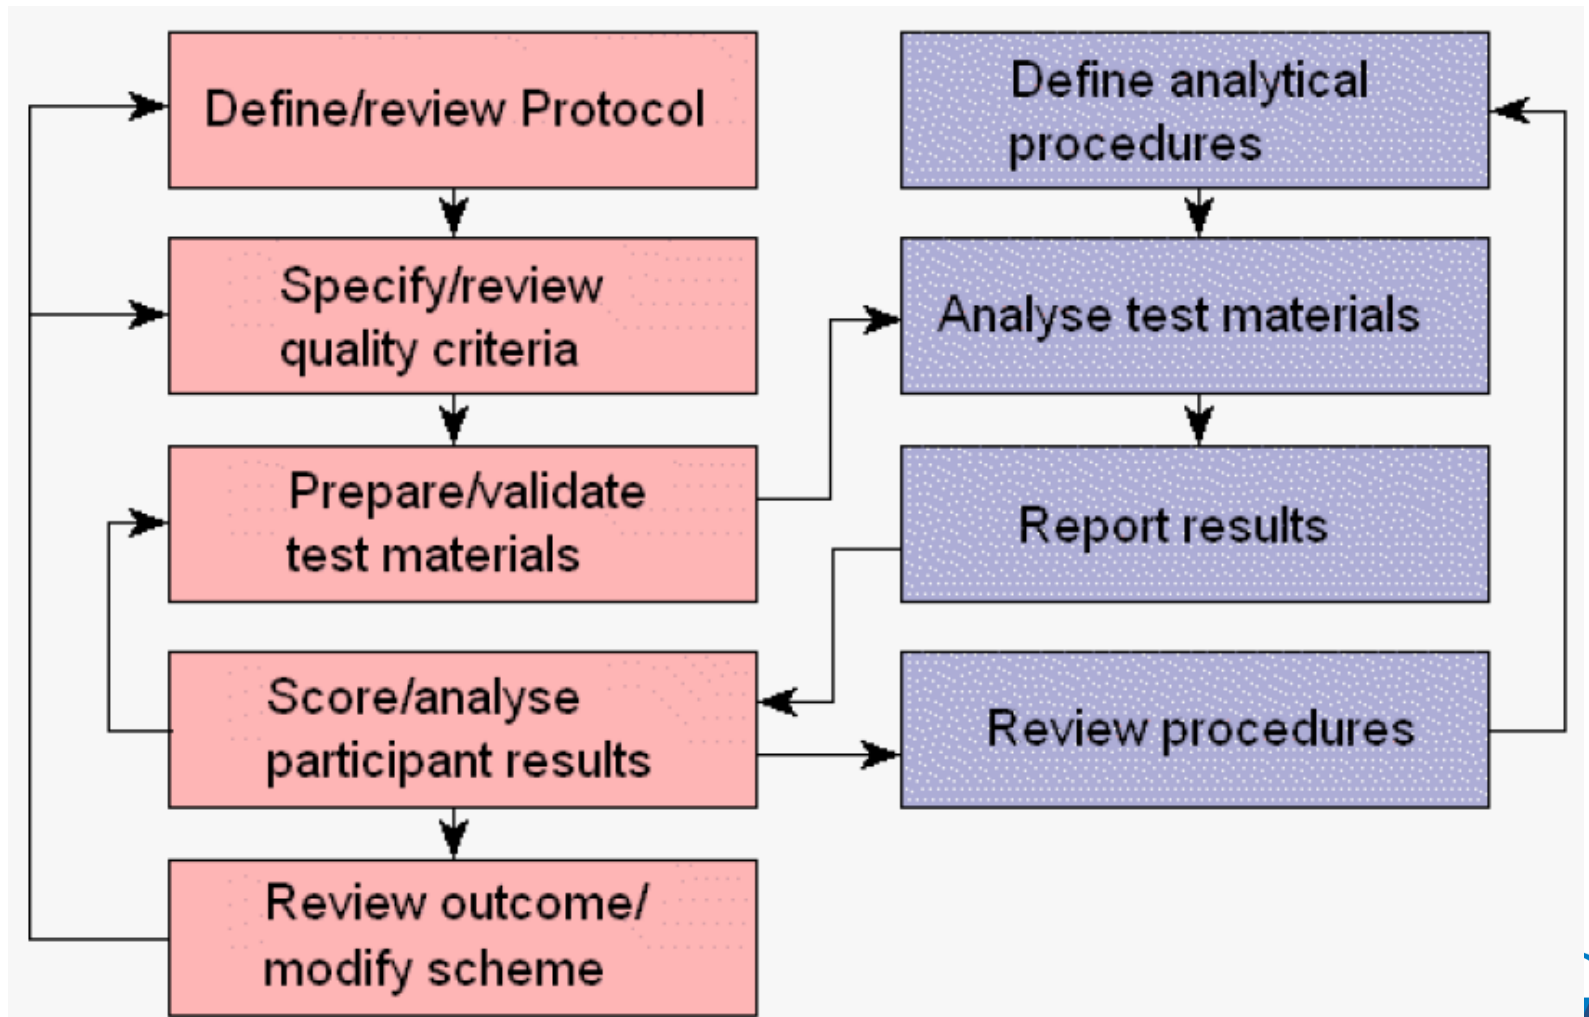 Define/review Protocol
Specify/review
quality criteria
Prepare/validate
test materials
Score/analyse
participant results
Review outcome/
modify scheme
Define analytical
procedures
Analyse test materials
Report results
Review procedures